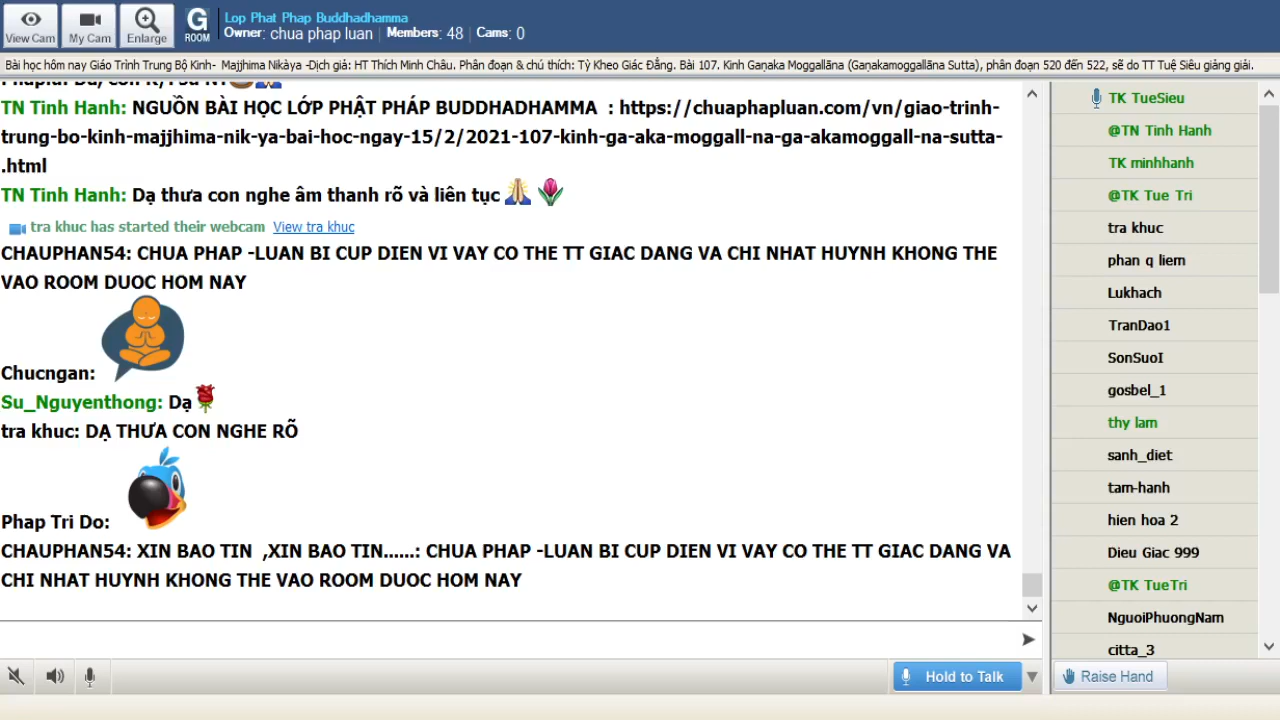 View Cam
My Cam
Enlarge
G
ROOM
Lop Phat Phap Buddhadhamma
Owner: chua phap luan | Members: 48 | Cams: 0
Bài học hôm nay Giáo Trình Trung Bộ Kinh- Majjhima Nikàya -Dịch giả: HT Thích Minh Châu. Phân đoạn & chú thích: Tỳ Kheo Giác Đẳng. Bài 107. Kinh Gaṇaka Moggallāna (Gaṇakamoggallāna Sutta), phân đoạn 520 đến 522, sẽ do TT Tuệ Siêu giảng giải.
TN Tinh Hanh: NGUỒN BÀI HỌC LỚP PHẬT PHÁP BUDDHADHAMMA : https://chuaphapluan.com/vn/giao-trinh-
trung-bo-kinh-majjhima-nik-ya-bai-hoc-ngay-15/2/2021-107-kinh-ga-aka-moggall-na-ga-akamoggall-na-sutta-
.html
TN Tinh Hanh: Dạ thưa con nghe âm thanh rõ và liên tục
tra khuc has started their webcam View tra khuc
CHAUPHAN54: CHUA PHAP -LUAN BI CUP DIEN VI VAY CO THE TT GIAC DANG VA CHI NHAT HUYNH KHONG THE
VAO ROOM DUOC HOM NAY
Chucngan:
Su_Nguyenthong: Dạ
tra khuc: DẠ THƯA CON NGHE RÕ
Phap Tri Do:
CHAUPHAN54: XIN BAO TIN ,XIN BAO TIN......: CHUA PHAP -LUAN BI CUP DIEN VI VAY CO THE TT GIAC DANG VA
CHI NHAT HUYNH KHONG THE VAO ROOM DUOC HOM NAY
Hold to Talk
TK TueSieu
@TN Tinh Hanh
TK minhhanh
@TK Tue Tri
tra khuc
phan q liem
Lukhach
TranDao1
SonSuoI
gosbel_1
thy lam
sanh_diet
tam-hanh
hien hoa 2
Dieu Giac 999
@TK TueTri
NguoiPhuongNam
citta_3
Raise Hand